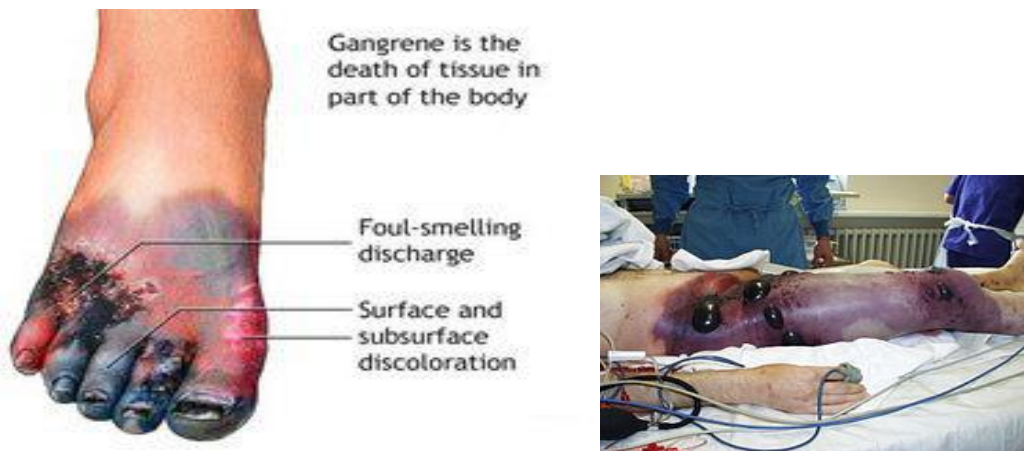 Gangrene is the
death of tissue in
part of the body
Foul-smelling
discharge
Surface and
subsurface
discoloration